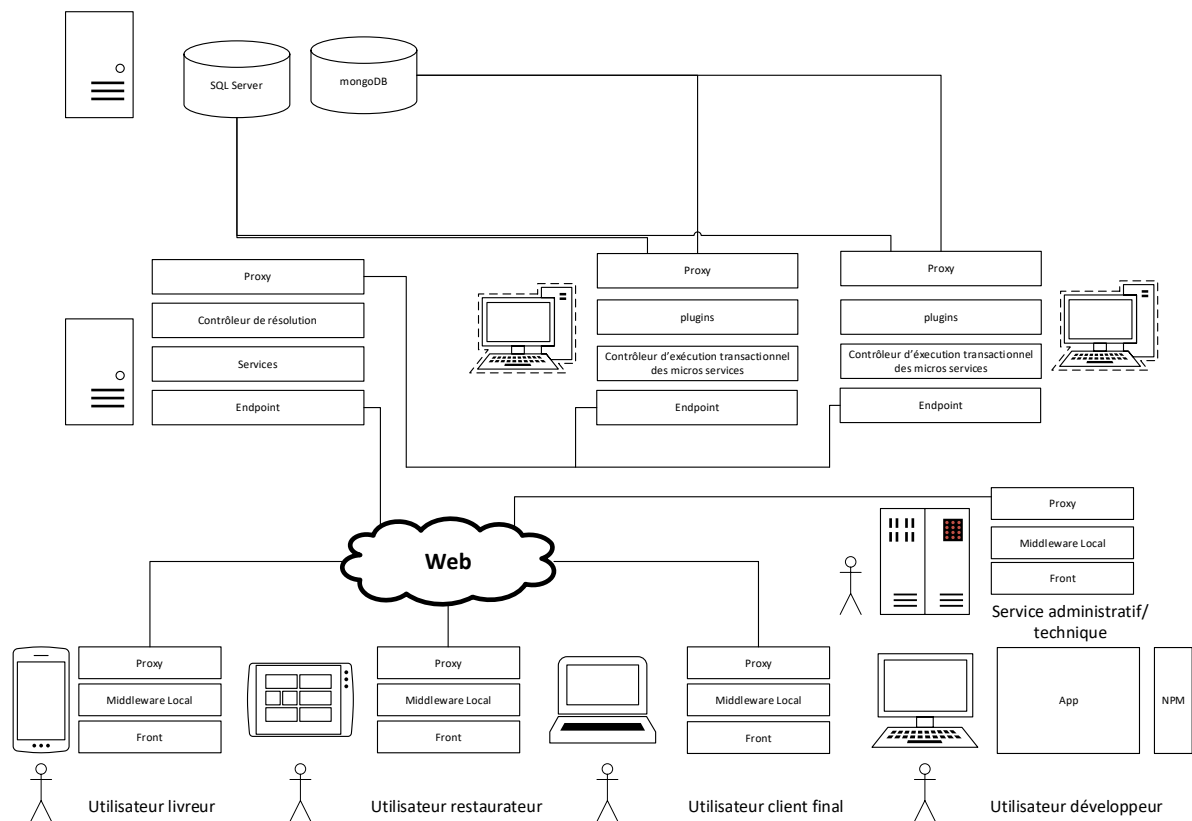 SQL Server
mongoDB
Proxy
Contrôleur de résolution
Services
Endpoint
Proxy
plugins
Contrôleur d’exécution transactionnel
des micros services
Endpoint
Proxy
plugins
Contrôleur d’éxecution transactionnel
des micros services
Endpoint
Web
Proxy
Middleware Local
Front
Service administratif/
technique
Proxy
Middleware Local
Front
Utilisateur livreur
Proxy
Middleware Local
Front
Utilisateur restaurateur
Proxy
Middleware Local
Front
Utilisateur client final
App
NPM
Utilisateur développeur